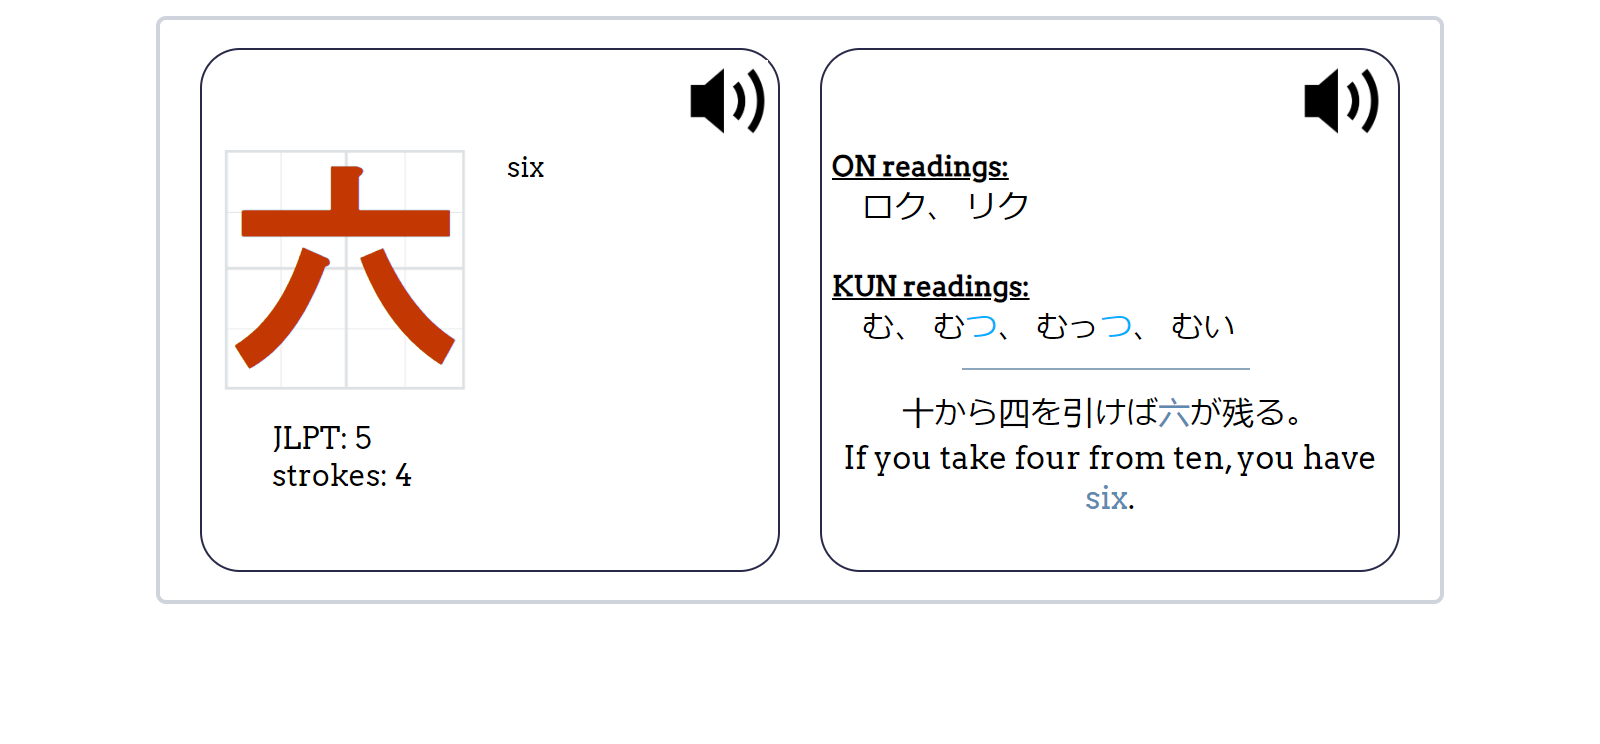 六
six
JLPT: 5
strokes: 4
ON readings:
ロク、 リク
KUN readings:
む、 むつ、 むっつ、 むい
十から四を引けば六が残る。
If you take four from ten, you have
six.